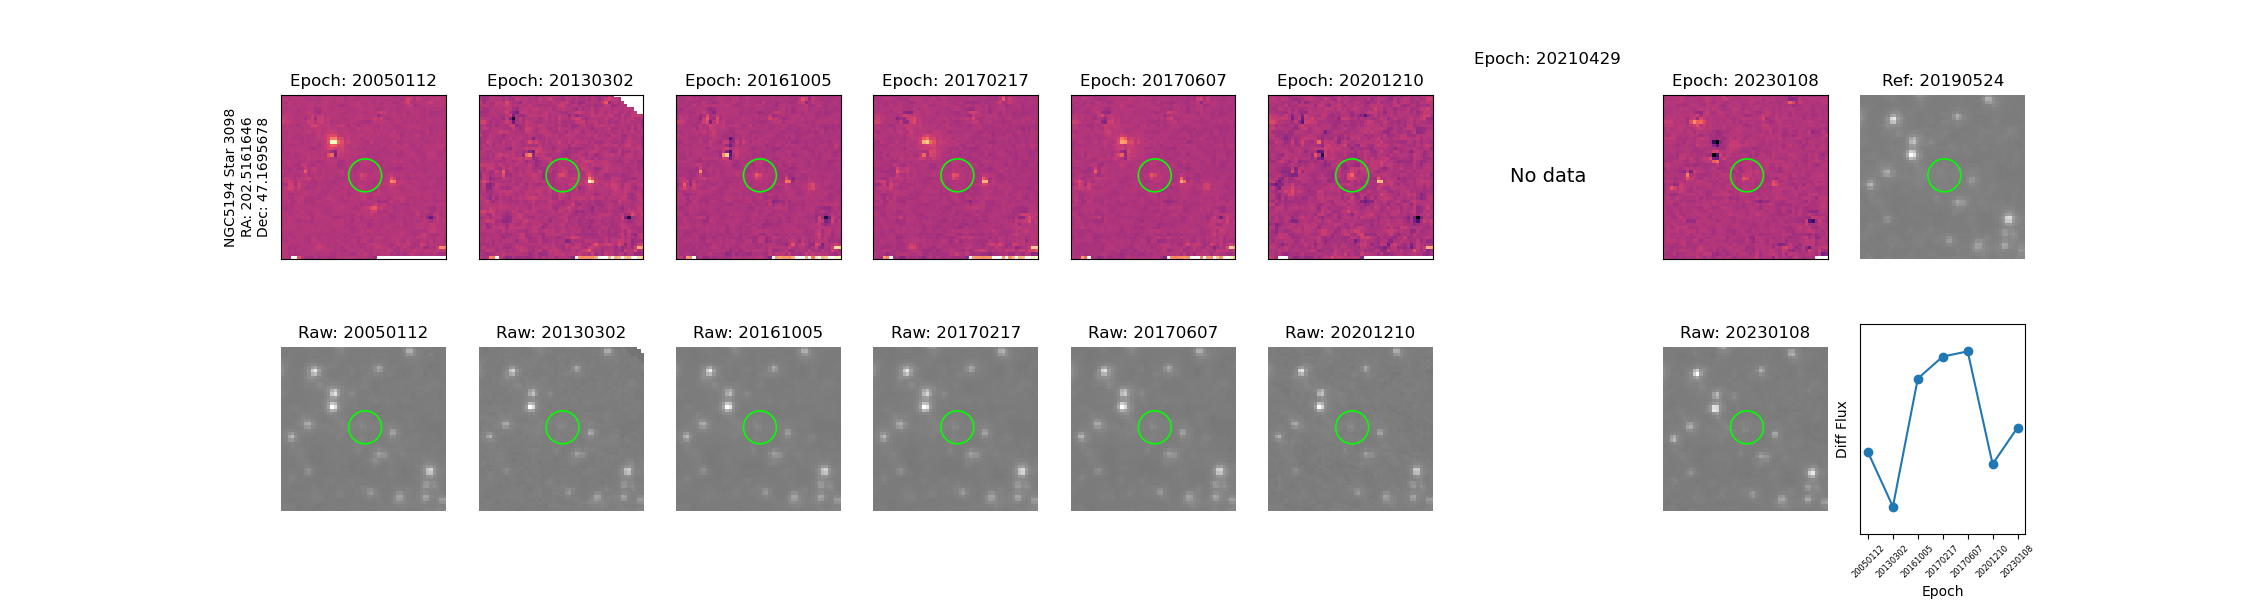 NGC5194 Star 3098
RA: 202.5161646
Dec: 47.1695678
Epoch: 20050112
Epoch: 20130302
Epoch: 20161005
Epoch: 20170217
Epoch: 20170607
Epoch: 20201210
Epoch: 20210429
No data
Epoch: 20230108
Ref: 20190524
Raw: 20050112
Raw: 20130302
Raw: 20161005
Raw: 20170217
Raw: 20170607
Raw: 20201210
Raw: 20230108
Diff Flux
20050112
20130302
20161005
20170217
20170607
20201210
20230108
Epoch